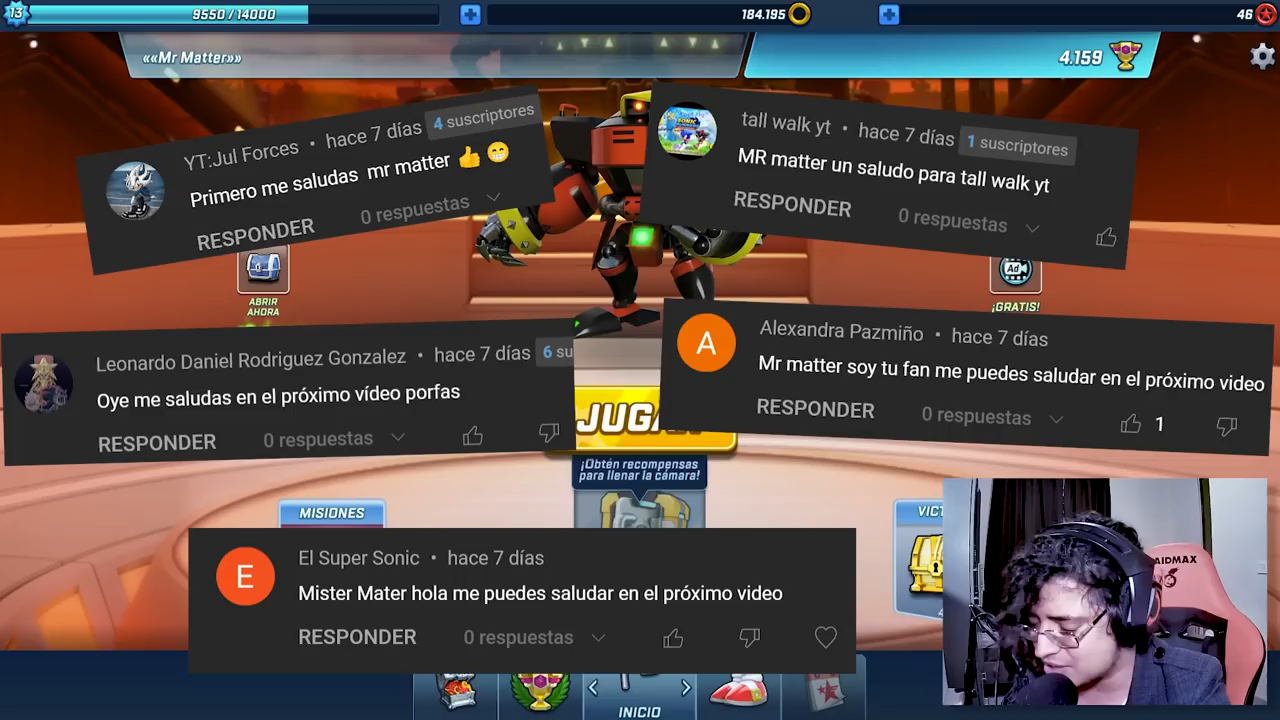 13
9550 / 14000
184.195
46
««Mr Matter»»
4.159
YT:Jul Forces • hace 7 días 4 suscriptores
Primero me saludas mr matter 👍 😁
RESPONDER 0 respuestas
tall walk yt • hace 7 días 1 suscriptores
MR matter un saludo para tall walk yt
RESPONDER 0 respuestas
ABRIR
AHORA
Ad
¡GRATIS!
Leonardo Daniel Rodriguez Gonzalez • hace 7 días 6 su
Oye me saludas en el próximo vídeo porfas
RESPONDER 0 respuestas
A
Alexandra Pazmiño • hace 7 días
Mr matter soy tu fan me puedes saludar en el próximo video
RESPONDER 0 respuestas 1
JUGA
¡Obtén recompensas
para llenar la cámara!
MISIONES
VICT
E
El Super Sonic • hace 7 días
Mister Mater hola me puedes saludar en el próximo video
RESPONDER 0 respuestas
AIDMAX
INICIO